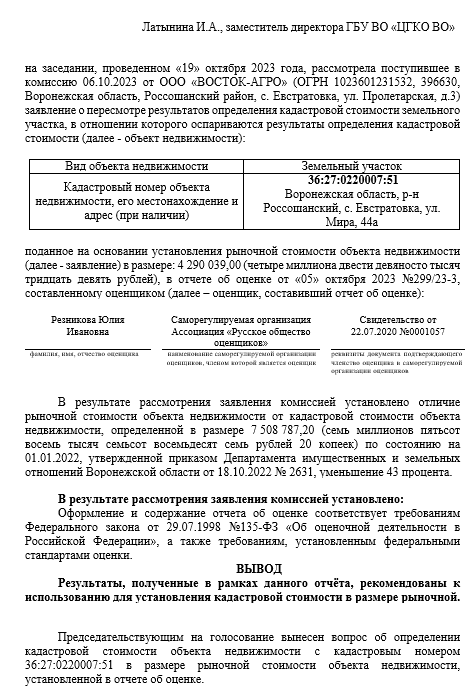 Латынина И.А., заместитель директора ГБУ ВО «ЦГКО ВО»
на заседании, проведенном «19» октября 2023 года, рассмотрела поступившее в
комиссию 06.10.2023 от ООО «ВОСТОК-АГРО» (ОГРН 1023601231532, 396630,
Воронежская область, Россошанский район, с. Евстратовка, ул. Пролетарская, д.3)
заявление о пересмотре результатов определения кадастровой стоимости земельного
участка, в отношении которого оспариваются результаты определения кадастровой
стоимости (далее - объект недвижимости):
Вид объекта недвижимости
Земельный участок
Кадастровый номер объекта
недвижимости, его местонахождение и
адрес (при наличии)
36:27:0220007:51
Воронежская область, р-н
Россошанский, с. Евстратовка, ул.
Мира, 44а
поданное на основании установления рыночной стоимости объекта недвижимости
(далее - заявление) в размере: 4 290 039,00 (четыре миллиона двести девяносто тысяч
тридцать девять рублей), в отчете об оценке от «05» октября 2023 №299/23-3,
составленному оценщиком (далее – оценщик, составивший отчет об оценке):
Резникова Юлия
Ивановна
фамилия, имя, отчество оценщика
Саморегулируемая организация
Ассоциация «Русское общество
оценщиков»
наименование саморегулируемой организации
оценщиков, членом которой является оценщик
Свидетельство от
22.07.2020 №0001057
реквизиты документа подтверждающего
членство оценщика в саморегулируемой
организации оценщиков
В результате рассмотрения заявления комиссией установлено отличие
рыночной стоимости объекта недвижимости от кадастровой стоимости объекта
недвижимости, определенной в размере 7 508 787,20 (семь миллионов пятьсот
восемь тысяч семьсот восемьдесят семь рублей 20 копеек) по состоянию на
01.01.2022, утвержденной приказом Департамента имущественных и земельных
отношений Воронежской области от 18.10.2022 № 2631, уменьшение 43 процента.
В результате рассмотрения заявления комиссией установлено:
Оформление и содержание отчета об оценке соответствует требованиям
Федерального закона от 29.07.1998 №135-ФЗ «Об оценочной деятельности в
Российской Федерации», а также требованиям, установленным федеральными
стандартами оценки.
ВЫВОД
Результаты, полученные в рамках данного отчёта, рекомендованы к
использованию для установления кадастровой стоимости в размере рыночной.
Председательствующим на голосование вынесен вопрос об определении
кадастровой стоимости объекта недвижимости с кадастровым номером
36:27:0220007:51 в размере рыночной стоимости объекта недвижимости,
установленной в отчете об оценке.